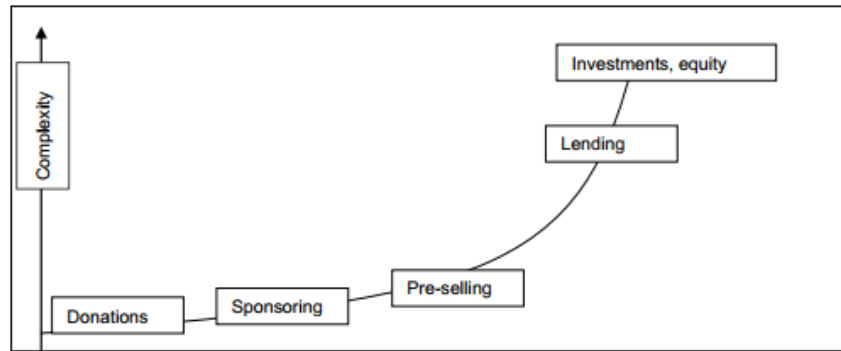 Investments, equity
Complexity
Lending
Pre-selling
Sponsoring
Donations